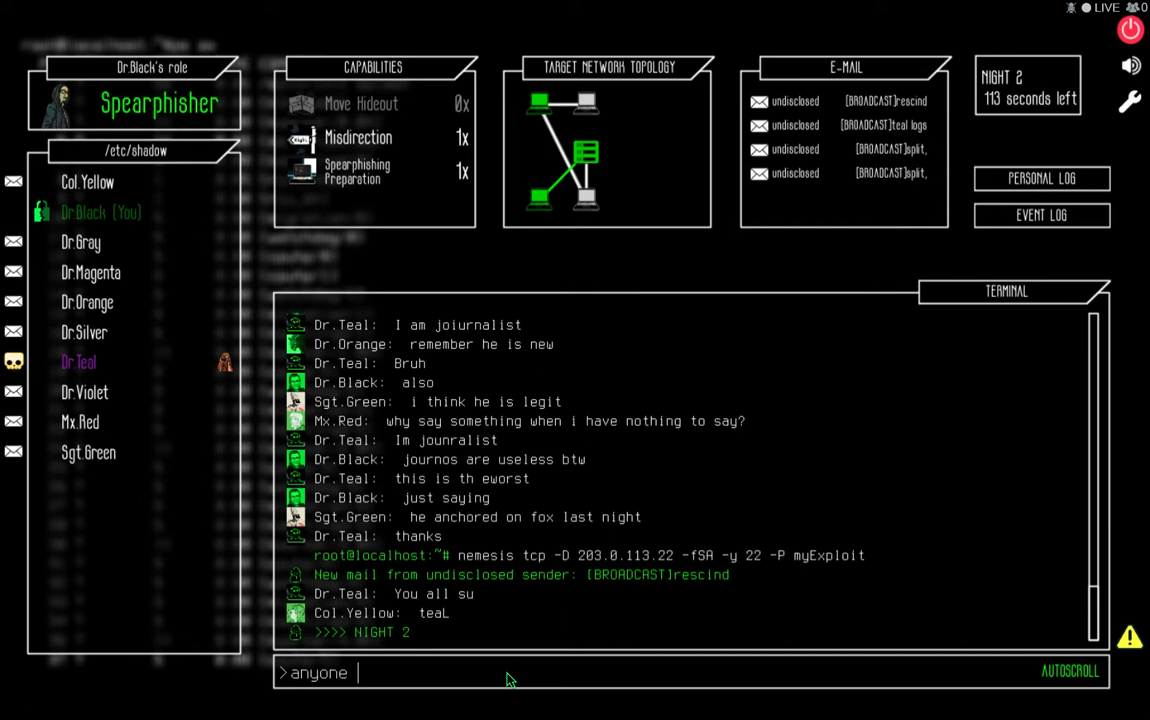 LIVE 0
Dr.Black's role
Spearphisher
/etc/shadow
Col.Yellow
Dr.Black (You)
Dr.Gray
Dr.Magenta
Dr.Orange
Dr.Silver
Dr.Teal
Dr.Violet
Mx.Red
Sgt.Green
CAPABILITIES
Move Hideout 0x
Misdirection 1x
Spearphishing Preparation 1x
TARGET NETWORK TOPOLOGY
E-MAIL
undisclosed [BROADCAST]rescind
undisclosed [BROADCAST]teal logs
undisclosed [BROADCAST]split,
undisclosed [BROADCAST]split,
NIGHT 2
113 seconds left
PERSONAL LOG
EVENT LOG
TERMINAL
Dr.Teal: I am joiurnalist
Dr.Orange: remember he is new
Dr.Teal: Bruh
Dr.Black: also
Sgt.Green: i think he is legit
Mx.Red: why say something when i have nothing to say?
Dr.Teal: Im jounralist
Dr.Black: journos are useless btw
Dr.Teal: this is th eworst
Dr.Black: just saying
Sgt.Green: he anchored on fox last night
Dr.Teal: thanks
root@localhost:~# nemesis tcp -D 203.0.113.22 -fSA -y 22 -P myExploit
New mail from undisclosed sender: [BROADCAST]rescind
Dr.Teal: You all su
Col.Yellow: teaL
>>>> NIGHT 2
>anyone
AUTOSCROLL